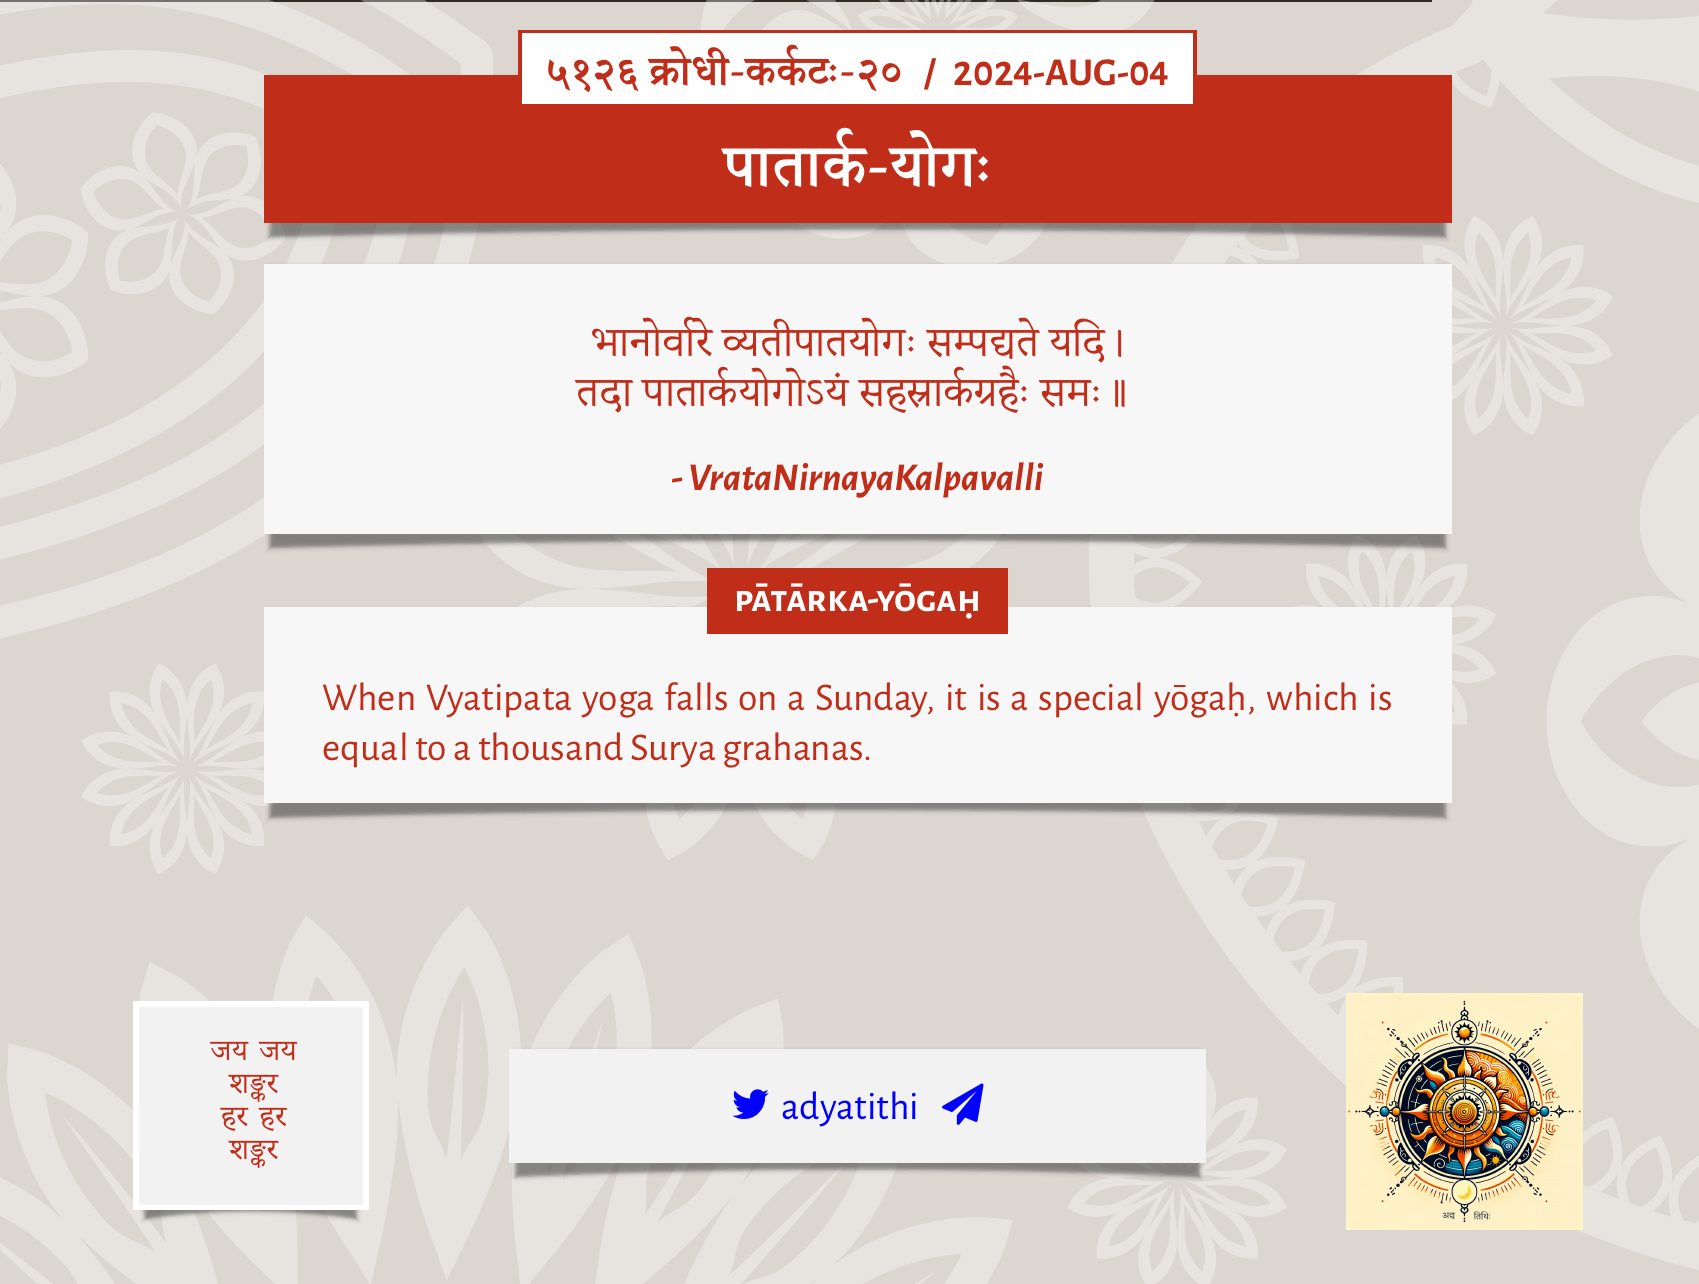 ५१२६ क्रोधी-कर्कटः-२० / 2024-AUG-04
पातार्क-योगः
भानोर्वारे व्यतीपातयोगः सम्पद्यते यदि।
तदा पातार्कयोगोऽयं सहस्रार्कग्रहैः समः॥
- VrataNirnayaKalpavalli
PĀTĀRKA-YŌGAḤ
When Vyatipata yoga falls on a Sunday, it is a special yōgaḥ, which is
equal to a thousand Surya grahanas.
जय जय
शङ्कर
हर हर
शङ्कर
adyatithi
अद्य तिथिः